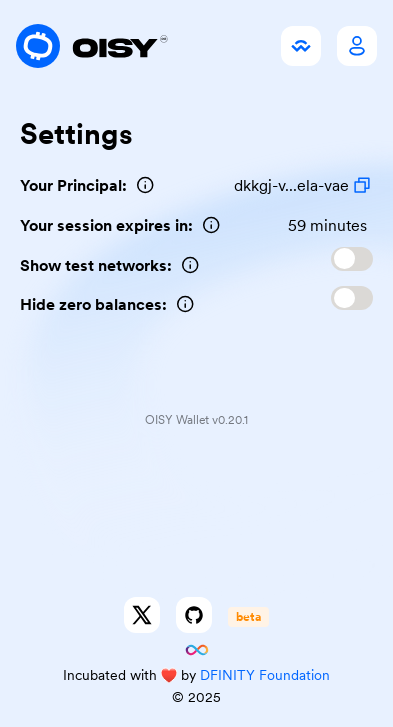 OISY
Settings
Your Principal: dkkgj-v...ela-vae
Your session expires in: 59 minutes
Show test networks:
Hide zero balances:
OISY Wallet v0.20.1
beta
Incubated with ❤️ by DFINITY Foundation
© 2025